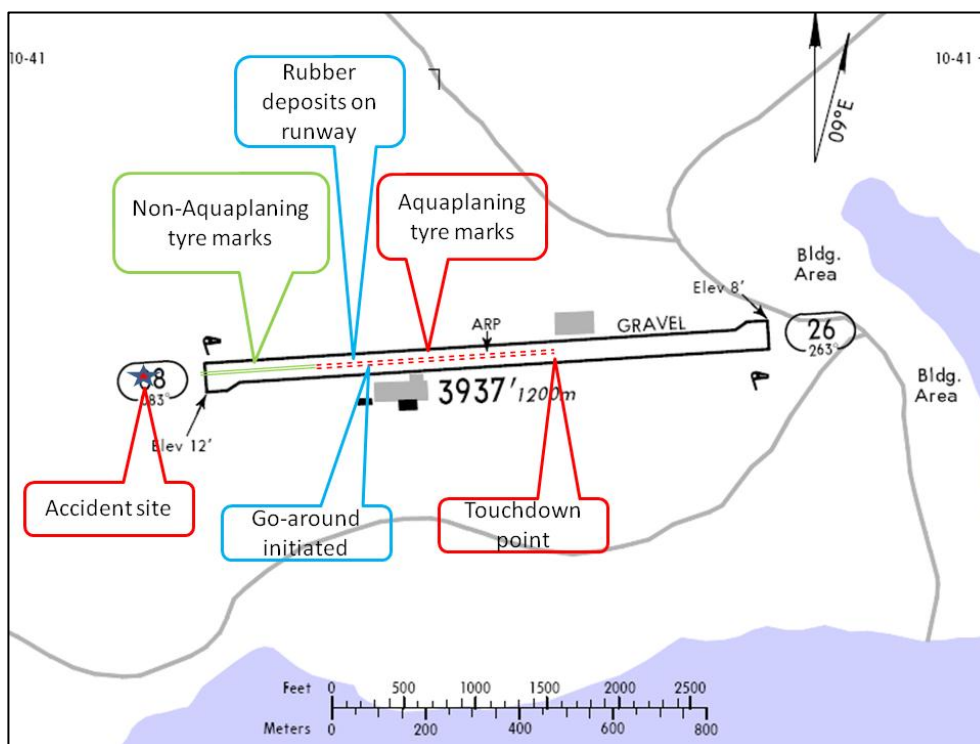 10-41
10-41
Rubber
deposits on
runway
09°E
Non-Aquaplaning
tyre marks
Aquaplaning
tyre marks
Bldg.
Area
Elev 8'
ARP
GRAVEL
26
263°
3937' 1200m
Bldg.
Area
Elev 12'
Accident site
Go-around
initiated
Touchdown
point
Feet 0 500 1000 1500 2000 2500
Meters 0 200 400 600 800